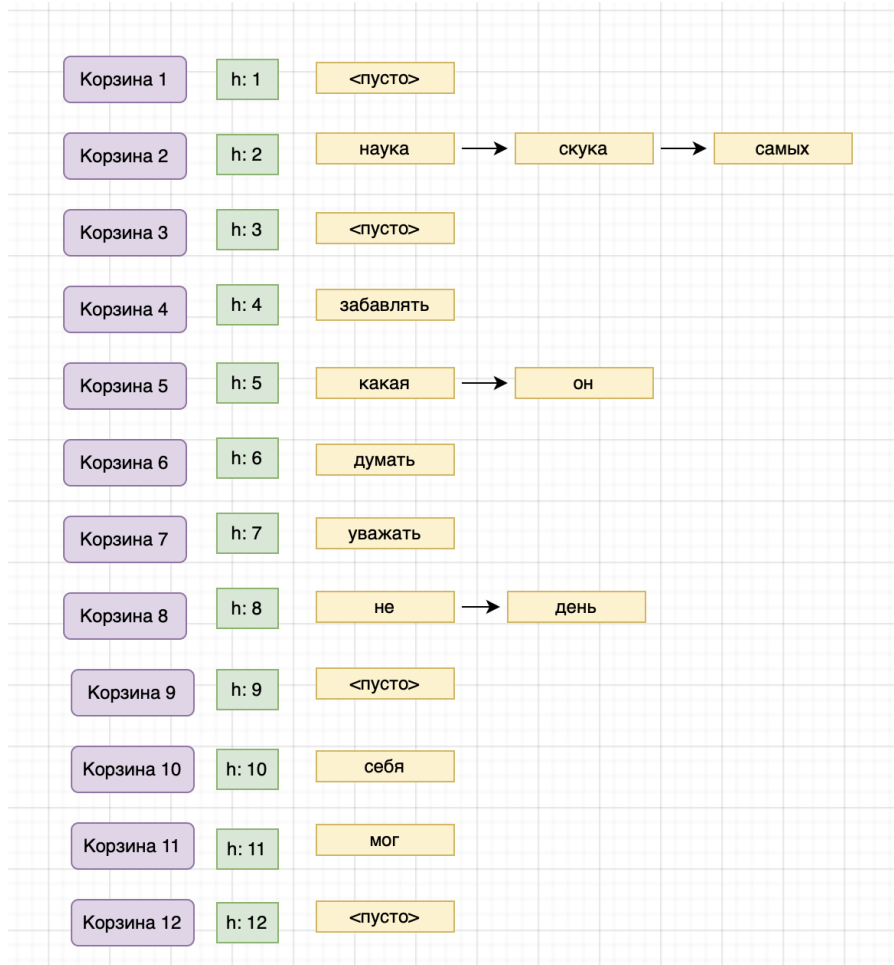 Корзина 1 h: 1 <пусто>
Корзина 2 h: 2 наука скука самых
Корзина 3 h: 3 <пусто>
Корзина 4 h: 4 забавлять
Корзина 5 h: 5 какая он
Корзина 6 h: 6 думать
Корзина 7 h: 7 уважать
Корзина 8 h: 8 не день
Корзина 9 h: 9 <пусто>
Корзина 10 h: 10 себя
Корзина 11 h: 11 мог
Корзина 12 h: 12 <пусто>